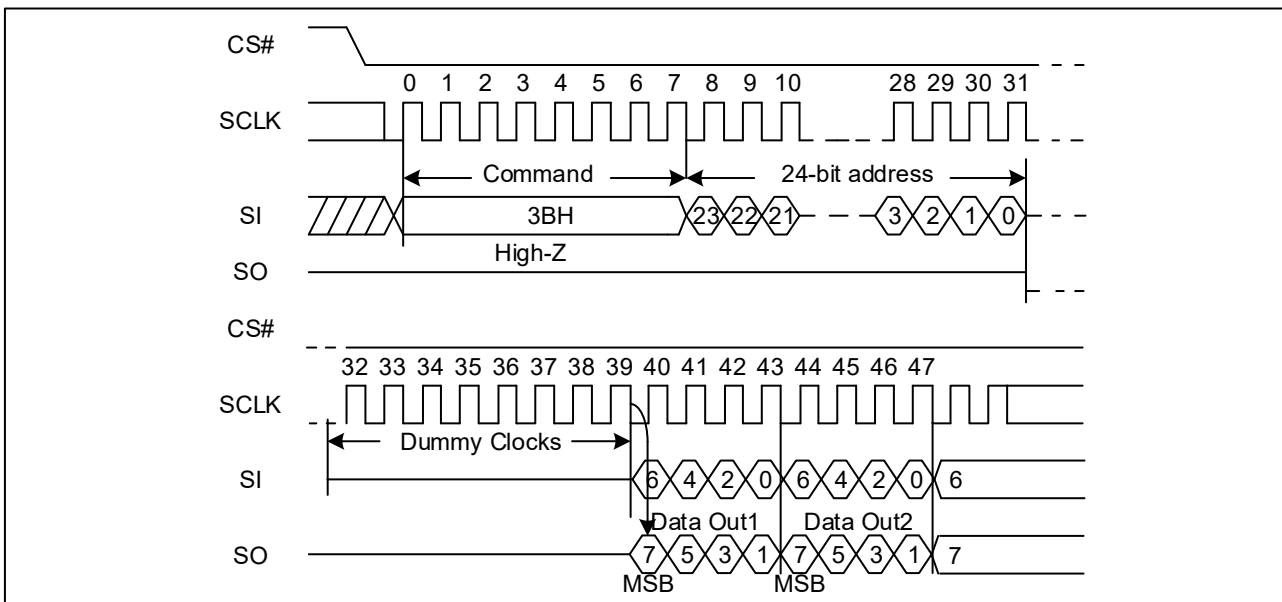 CS#
0 1 2 3 4 5 6 7 8 9 10 28 29 30 31
SCLK
Command 24-bit address
SI 3BH 23 22 21 3 2 1 0
High-Z
SO
CS#
32 33 34 35 36 37 38 39 40 41 42 43 44 45 46 47
SCLK
Dummy Clocks
SI 6 4 2 0 6 4 2 0 6
Data Out1 Data Out2
SO 7 5 3 1 7 5 3 1 7
MSB MSB